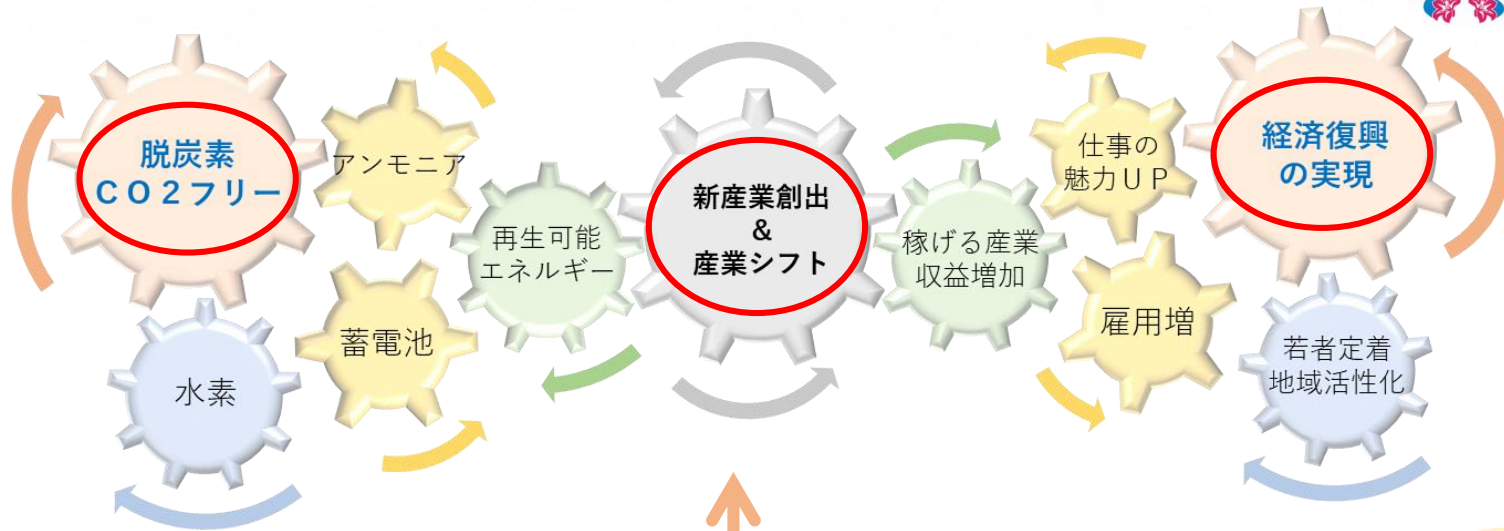 脱炭素
ＣＯ２フリー
アンモニア
再生可能
エネルギー
蓄電池
水素
新産業創出
&
産業シフト
稼げる産業
収益増加
仕事の
魅力ＵＰ
雇用増
経済復興
の実現
若者定着
地域活性化